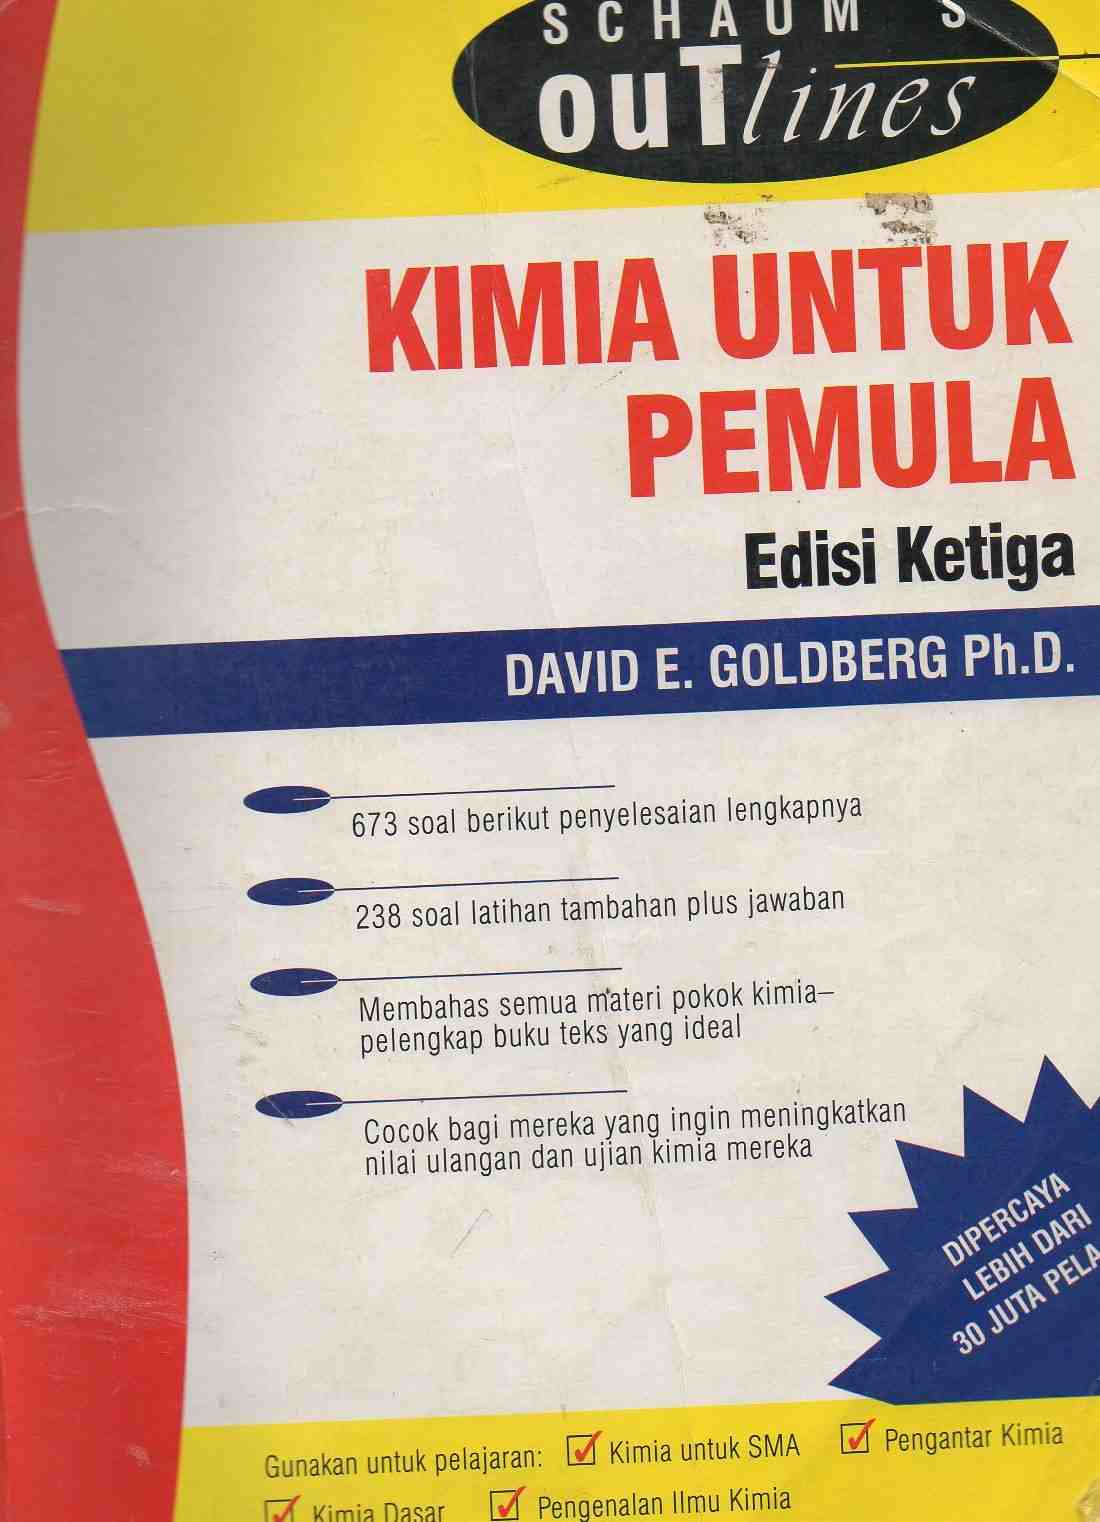 SCHAUM'S
ouTlines
KIMIA UNTUK
PEMULA
Edisi Ketiga
DAVID E. GOLDBERG Ph.D.
673 soal berikut penyelesaian lengkapnya
238 soal latihan tambahan plus jawaban
Membahas semua materi pokok kimia–
pelengkap buku teks yang ideal
Cocok bagi mereka yang ingin meningkatkan
nilai ulangan dan ujian kimia mereka
DIPERCAYA
LEBIH DARI
30 JUTA PELA
Gunakan untuk pelajaran: Kimia untuk SMA Pengantar Kimia
Kimia Dasar Pengenalan Ilmu Kimia